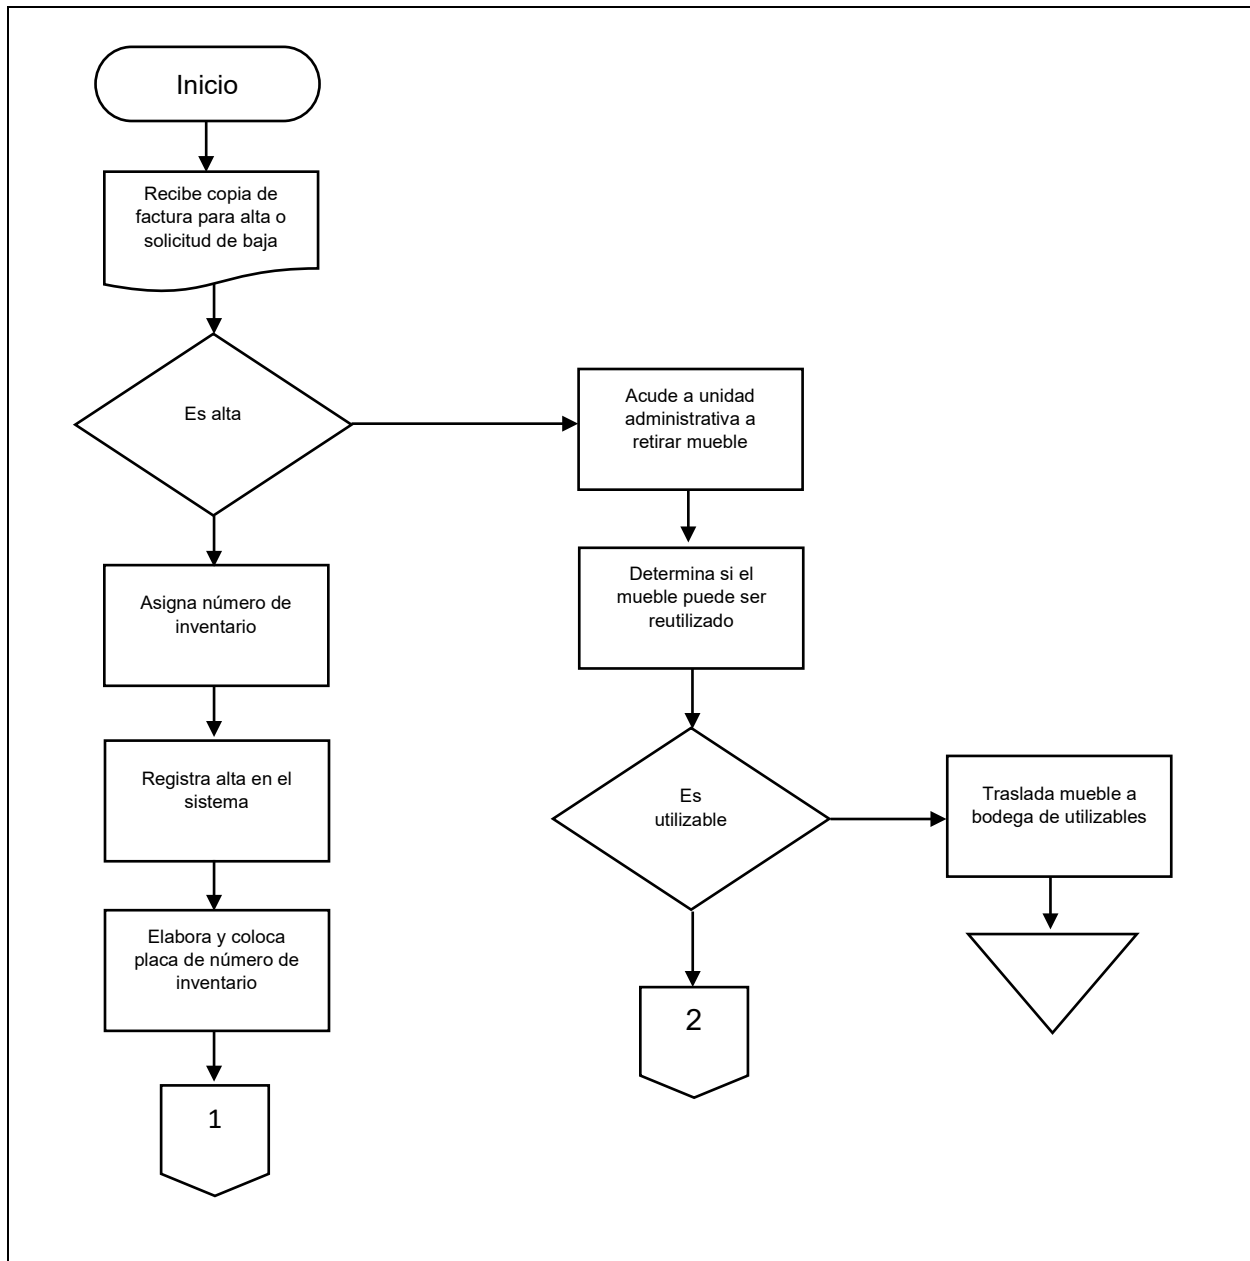 Inicio
Recibe copia de
factura para alta o
solicitud de baja
Es alta
Asigna número de
inventario
Registra alta en el
sistema
Elabora y coloca
placa de número de
inventario
1
Acude a unidad
administrativa a
retirar mueble
Determina si el
mueble puede ser
reutilizado
Es
utilizable
2
Traslada mueble a
bodega de utilizables